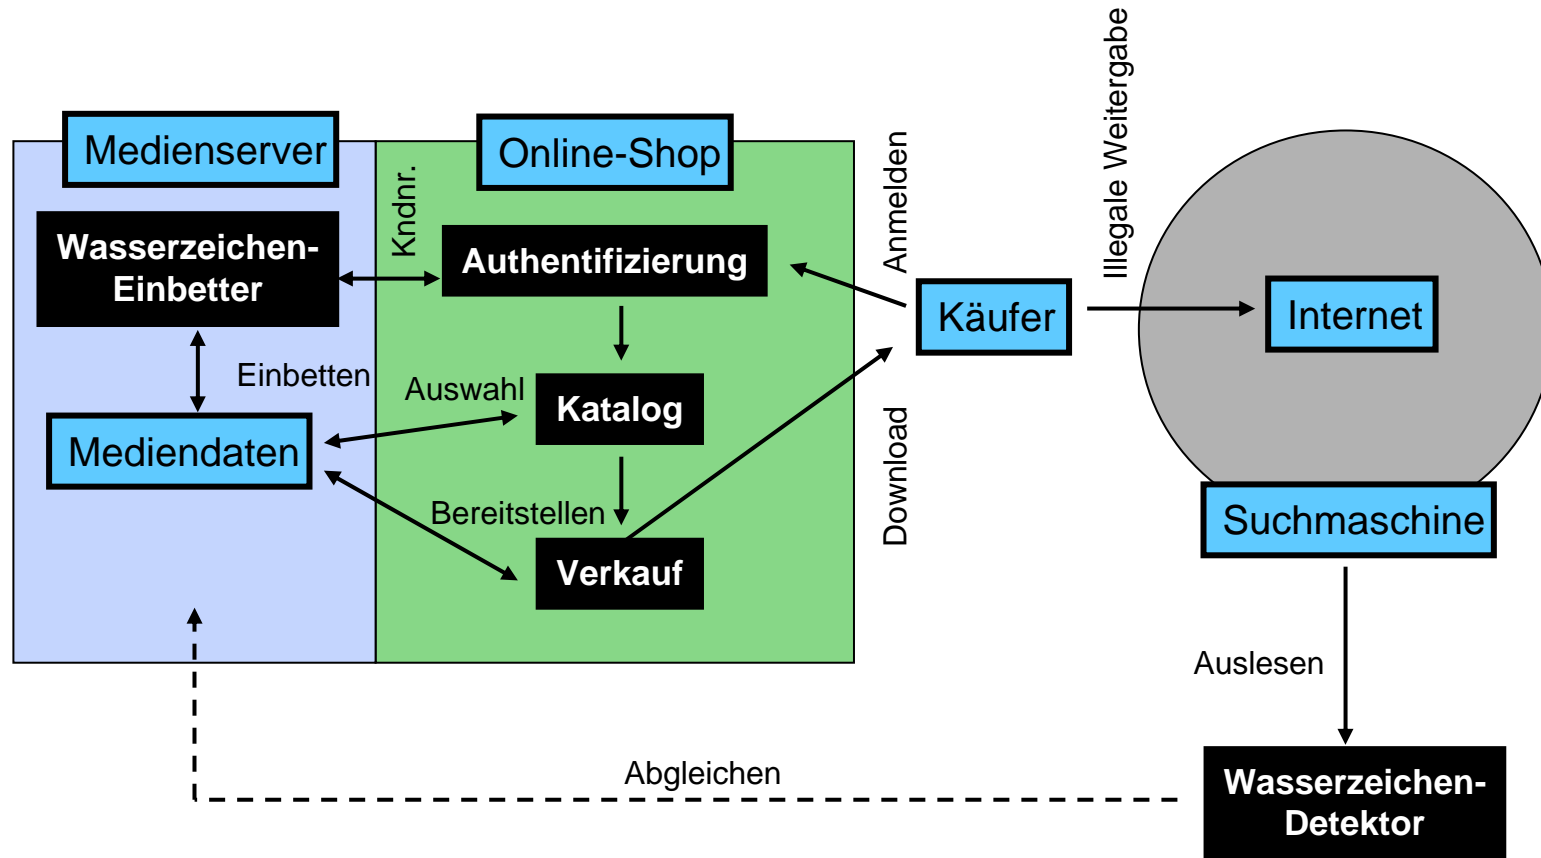 Medienserver
Online-Shop
Kndnr.
Anmelden
Illegale Weitergabe
Wasserzeichen-
Einbetter
Authentifizierung
Käufer
Internet
Einbetten
Auswahl
Katalog
Mediendaten
Download
Bereitstellen
Suchmaschine
Verkauf
Auslesen
Abgleichen
Wasserzeichen-
Detektor